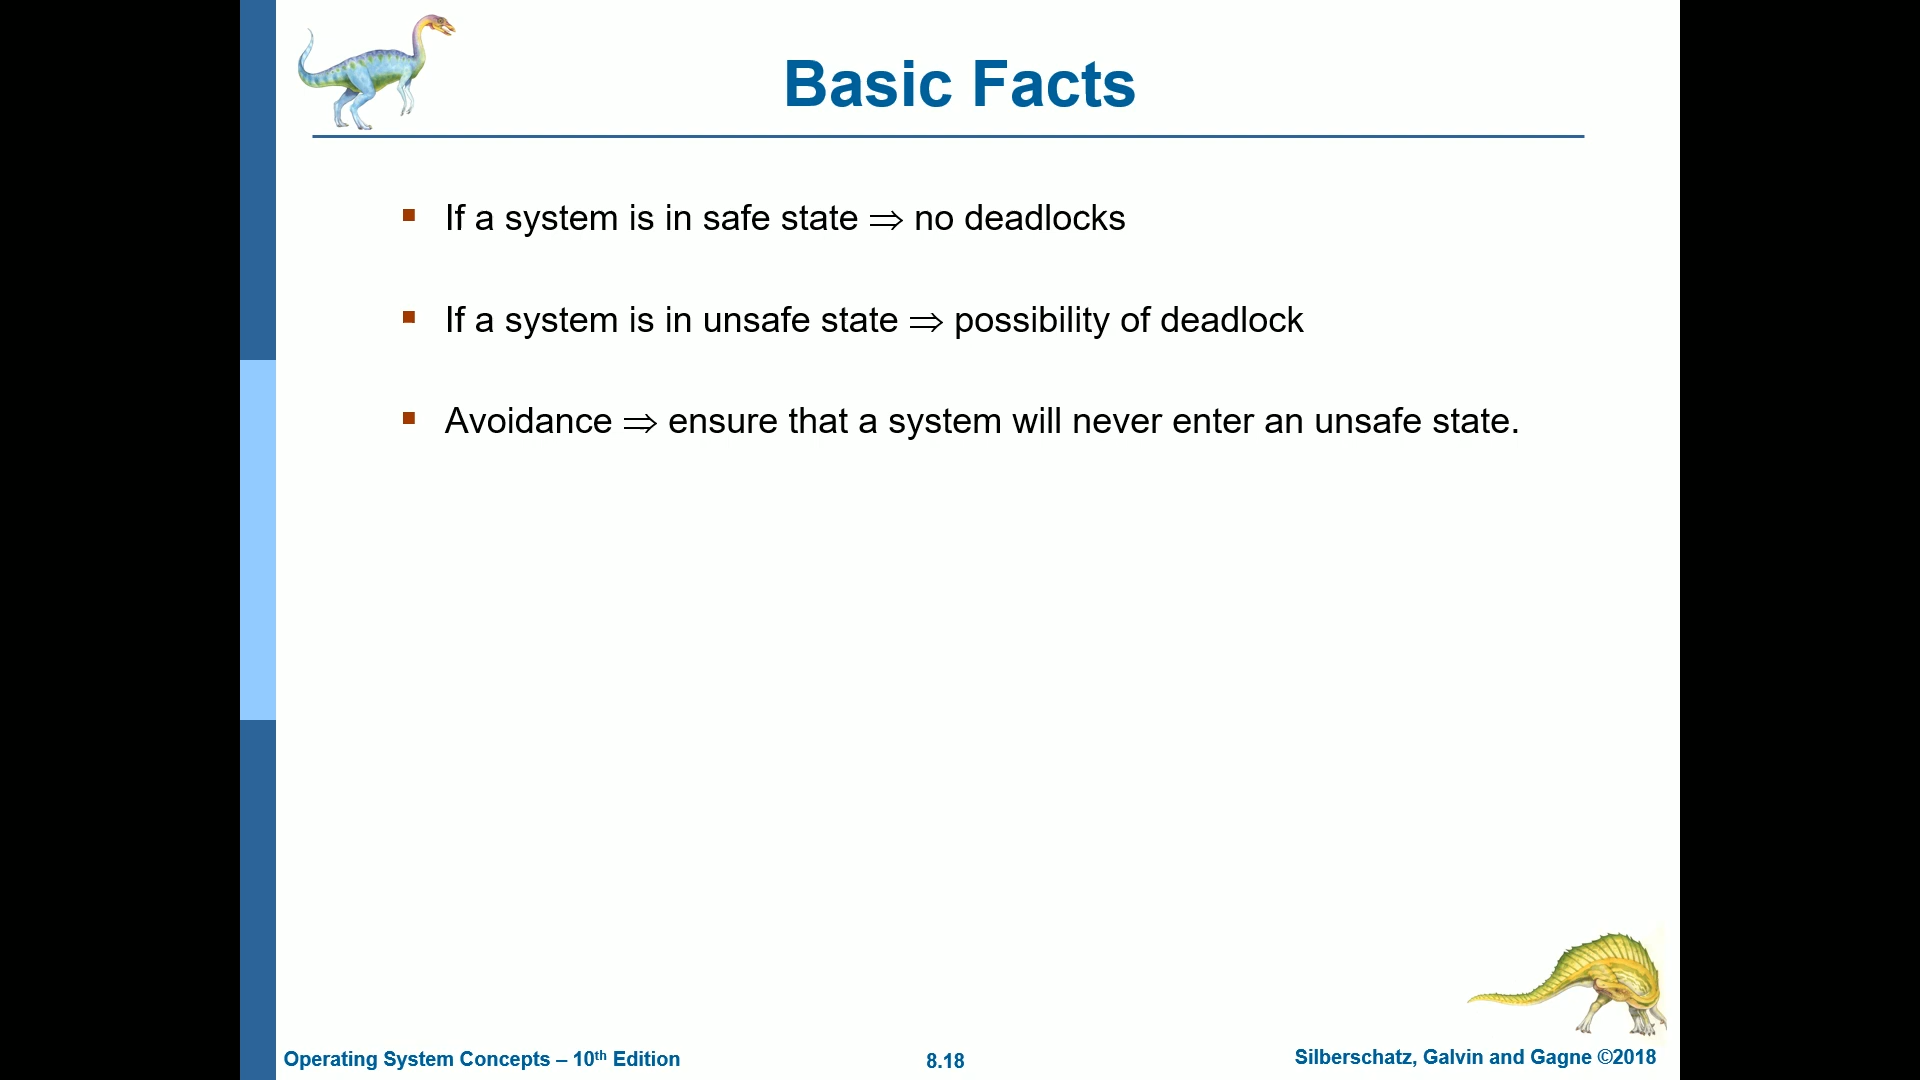 Basic Facts
▪ If a system is in safe state ⇒ no deadlocks
▪ If a system is in unsafe state ⇒ possibility of deadlock
▪ Avoidance ⇒ ensure that a system will never enter an unsafe state.
Operating System Concepts – 10th Edition
8.18
Silberschatz, Galvin and Gagne ©2018